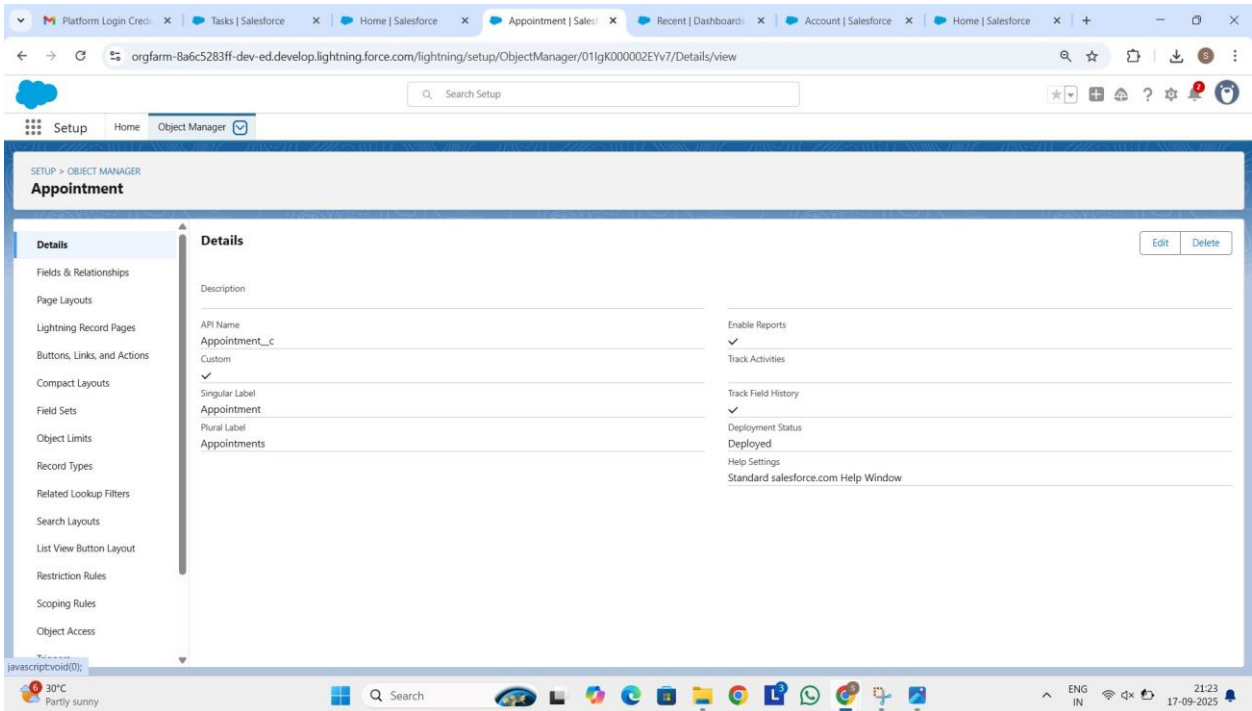 Platform Login Crede
Tasks | Salesforce
Home | Salesforce
Appointment | Salesf
Recent | Dashboards
Account | Salesforce
Home | Salesforce
orgfarm-8a6c5283ff-dev-ed.develop.lightning.force.com/lightning/setup/ObjectManager/01IgK000002EYv7/Details/view
S
Search Setup
2
Setup
Home
Object Manager
SETUP > OBJECT MANAGER
Appointment
Details
Fields & Relationships
Page Layouts
Lightning Record Pages
Buttons, Links, and Actions
Compact Layouts
Field Sets
Object Limits
Record Types
Related Lookup Filters
Search Layouts
List View Button Layout
Restriction Rules
Scoping Rules
Object Access
Details
Edit
Delete
Description
API Name
Appointment__c
Custom
Singular Label
Appointment
Plural Label
Appointments
Enable Reports
Track Activities
Track Field History
Deployment Status
Deployed
Help Settings
Standard salesforce.com Help Window
javascript:void(0);
6
30°C
Partly sunny
Search
3
ENG
IN
21:23
17-09-2025